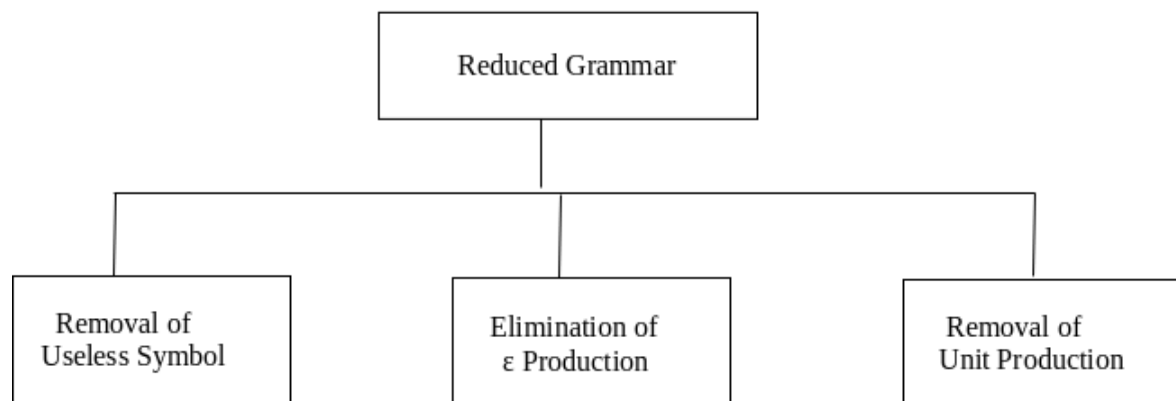 Reduced Grammar
Removal of
Useless Symbol
Elimination of
ε Production
Removal of
Unit Production